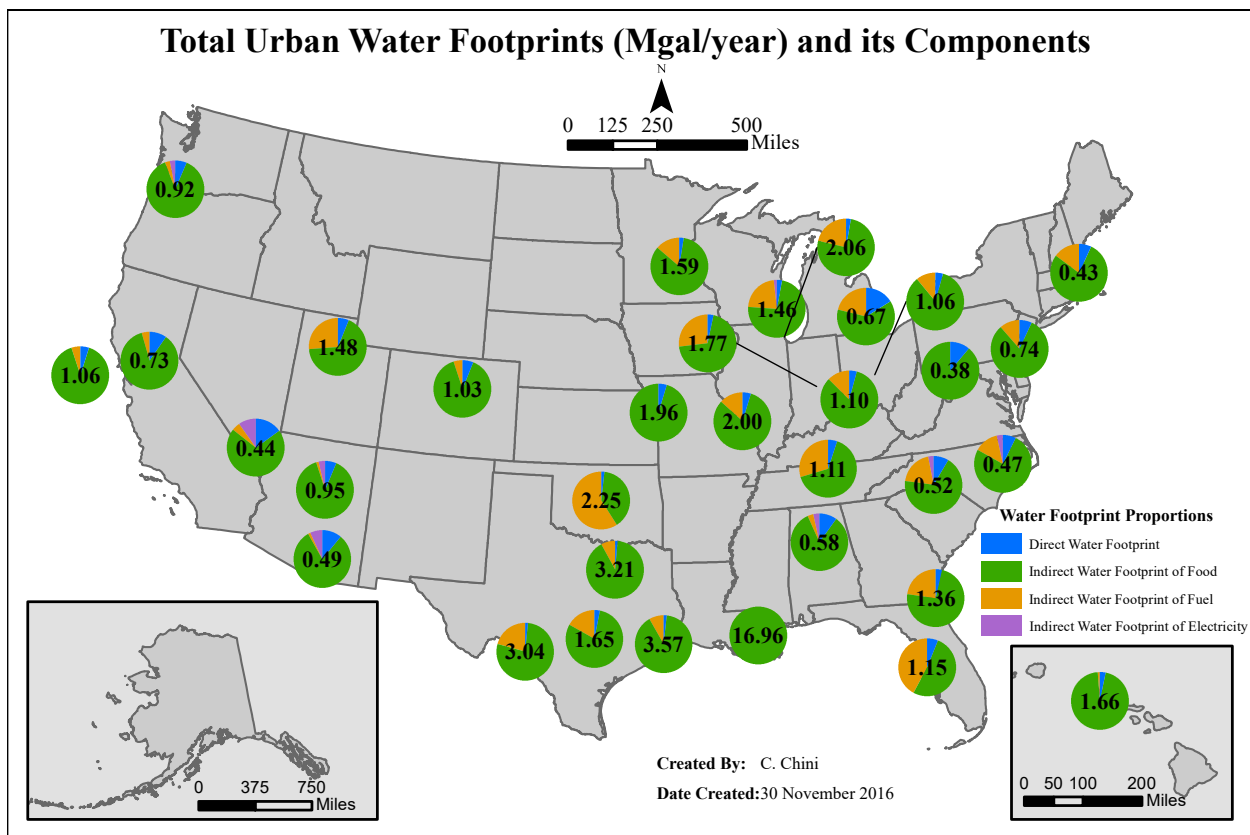 Total Urban Water Footprints (Mgal/year) and its Components
N
0 125 250 500
Miles
0.92
2.06
1.59
0.43
1.46
1.06
0.67
1.77
1.48
0.74
0.73
1.06
0.38
1.03
1.10
1.96
2.00
0.44
1.11
0.47
0.95
0.52
2.25
0.58
0.49
3.21
1.36
16.96
1.65
3.57
3.04
1.15
Water Footprint Proportions
Direct Water Footprint
Indirect Water Footprint of Food
Indirect Water Footprint of Fuel
Indirect Water Footprint of Electricity
1.66
0 375 750
Miles
0 50 100 200
Miles
Created By: C. Chini
Date Created:30 November 2016